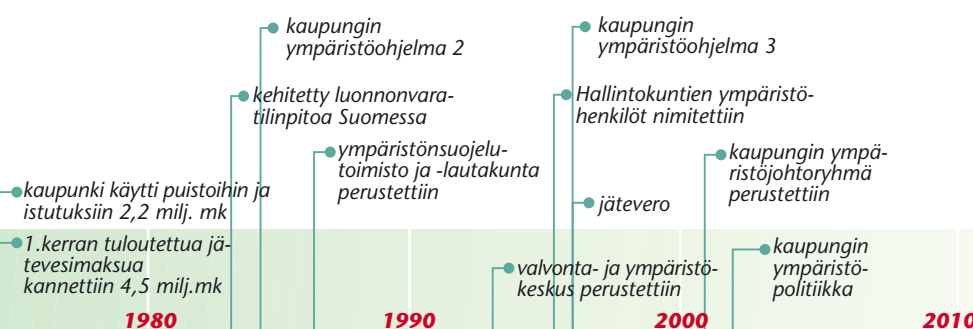 kaupungin
ympäristöohjelma 2
kaupungin
ympäristöohjelma 3
kehitetty luonnonvara-
tilinpitoa Suomessa
Hallintokuntien ympäristö-
henkilöt nimitettiin
ympäristönsuojelu-
toimisto ja -lautakunta
perustettiin
kaupungin ympä-
ristöjohtoryhmä
perustettiin
kaupunki käytti puistoihin ja
istutuksiin 2,2 milj. mk
jätevero
1.kerran tuloutettua jä-
tevesimaksua
kannettiin 4,5 milj.mk
valvonta- ja ympäristö-
keskus perustettiin
kaupungin
ympäristö-
politiikka
1980
1990
2000
2010